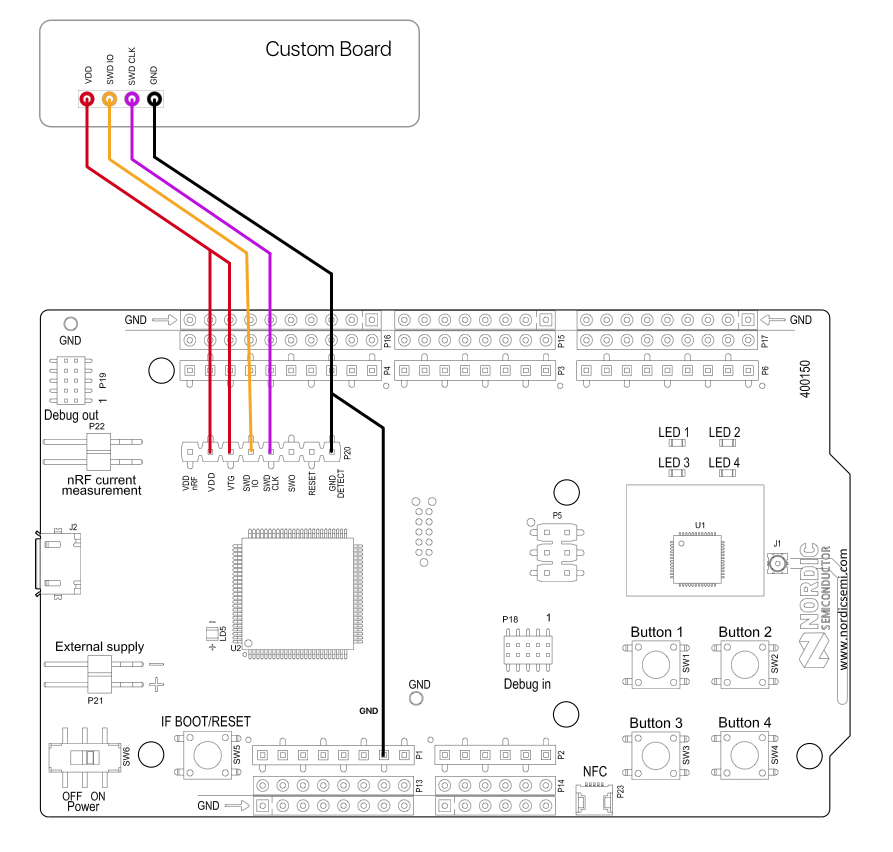 Custom Board
VDD
SWD IO
SWD CLK
GND
GND
GND
GND
P16
P15
P17
P4
P3
P6
400150
P19
1
Debug out
P22
nRF current
measurement
P20
VDD
nRF
VDD
VTG
SWD
IO
SWD
CLK
SWO
RESET
GND
DETECT
LED 1
LED 2
LED 3
LED 4
J2
P5
U1
J1
NORDIC
SEMICONDUCTOR
www.nordicsemi.com
LD5
U2
P18
1
Debug in
External supply
P21
Button 1
Button 2
SW1
SW2
GND
GND
IF BOOT/RESET
SW5
SW6
OFF ON
Power
P1
P2
P13
P14
GND
NFC
P23
Button 3
Button 4
SW3
SW4